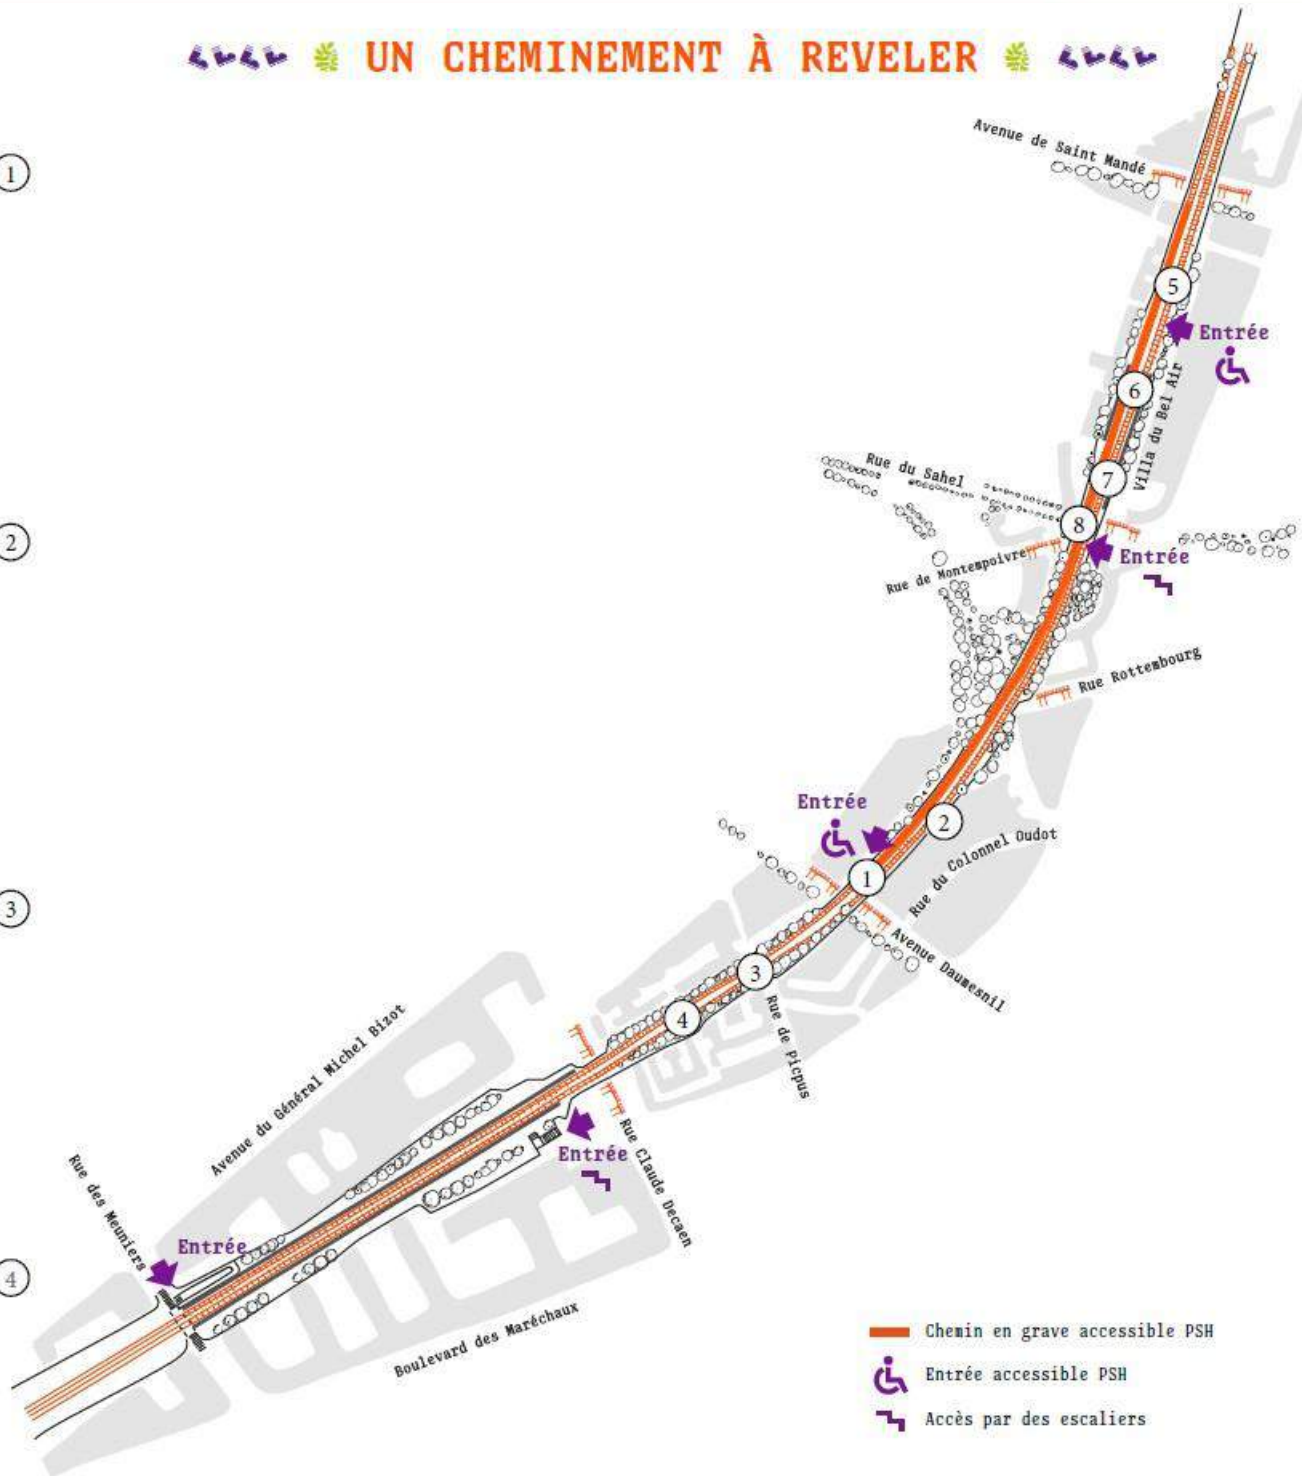 UN CHEMINEMENT À REVELER
1
Avenue de Saint Mandé
5
Entrée
6
Villa du Bel Air
Rue du Sahel
7
8
2
Entrée
Rue de Montempoivre
Rue Rottembourg
Entrée
2
Rue du Colonnel Oudot
1
3
Avenue Daumesnil
3
Rue de Picpus
4
Avenue du Général Michel Bizot
Entrée
Rue Claude Decaen
Rue des Meuniers
Entrée
4
Boulevard des Maréchaux
Chemin en grave accessible PSH
Entrée accessible PSH
Accès par des escaliers